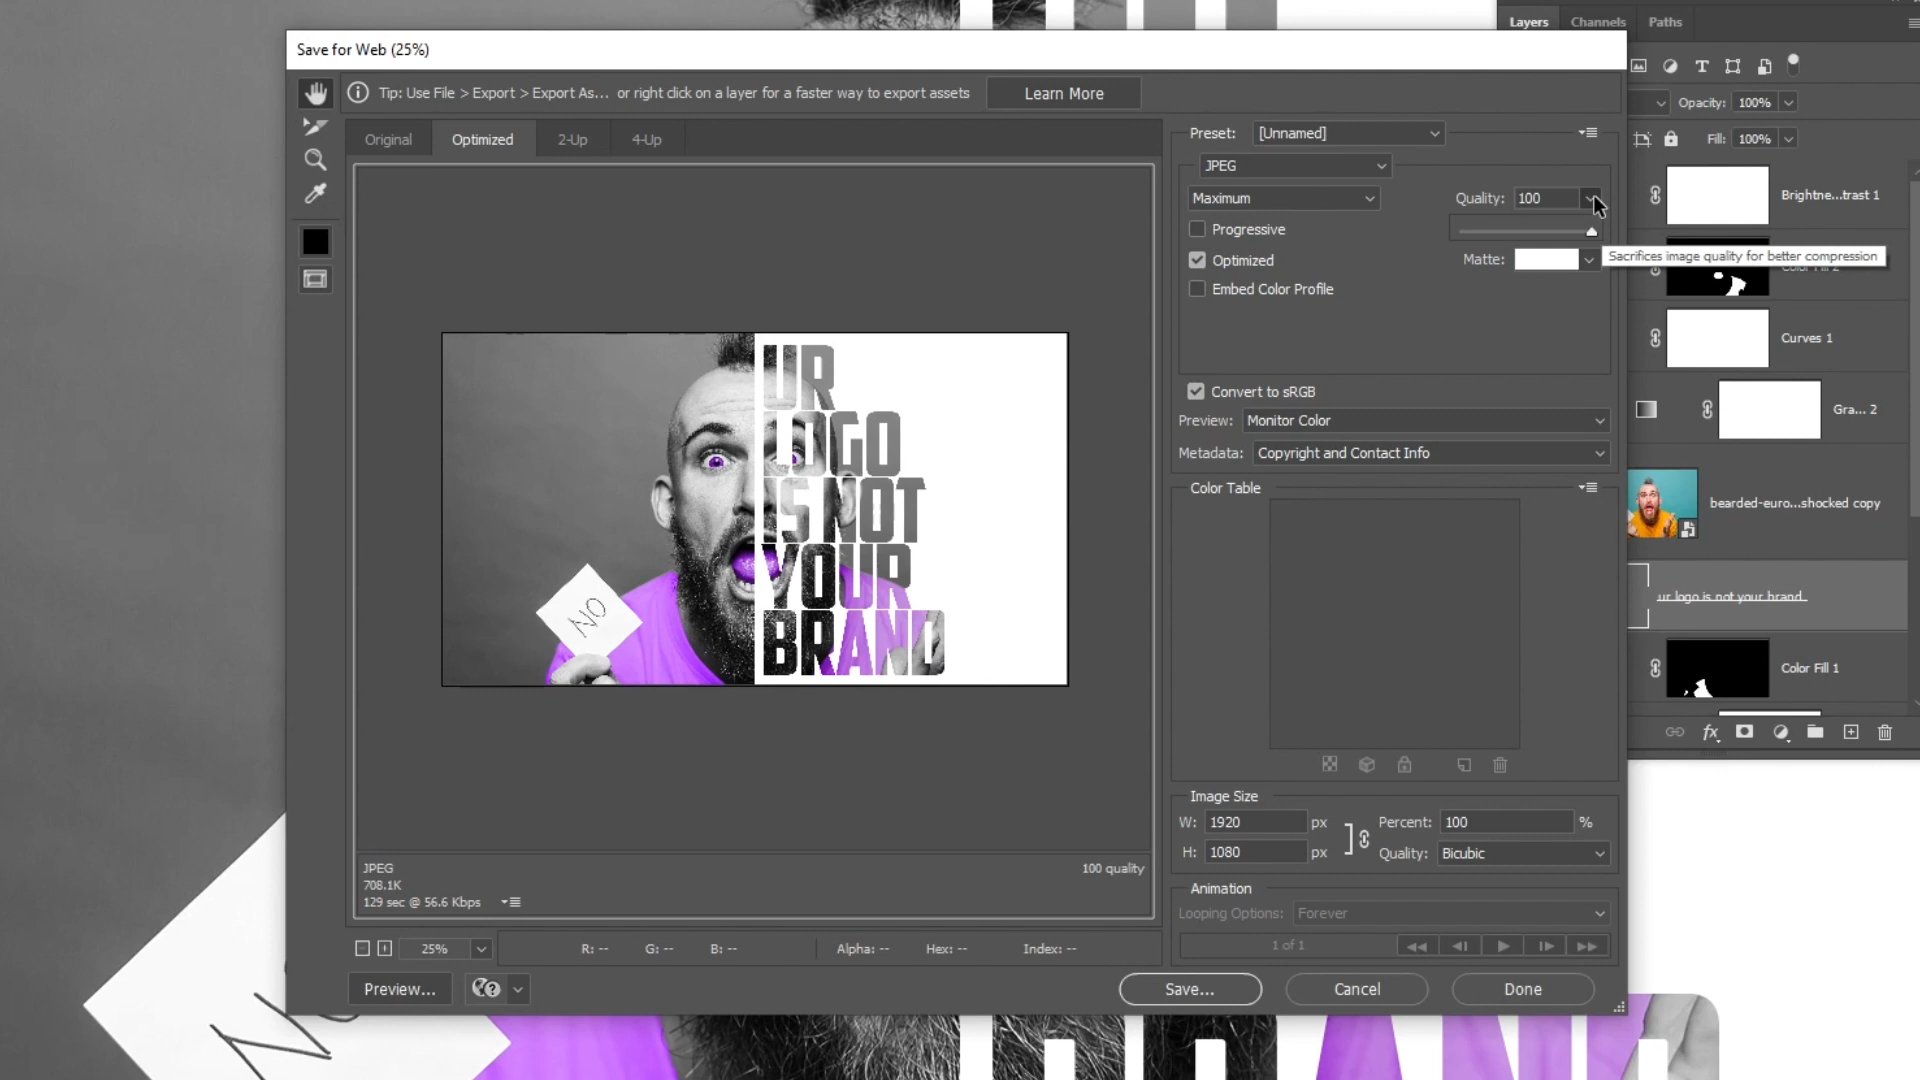 Save for Web (25%)
Layers Channels Paths
Tip: Use File > Export > Export As... or right click on a layer for a faster way to export assets
Learn More
Opacity: 100%
Fill: 100%
Original Optimized 2-Up 4-Up
Preset: [Unnamed]
JPEG
Maximum
Quality: 100
Progressive
Optimized
Matte:
Sacrifices image quality for better compression
Embed Color Profile
Convert to sRGB
Preview: Monitor Color
Metadata: Copyright and Contact Info
Color Table
UR
LOGO
IS NOT
YOUR
BRAND
NO
Brightne...trast 1
Curves 1
Gra... 2
bearded-euro...shocked copy
ur logo is not your brand
Color Fill 1
Image Size
W: 1920 px
H: 1080 px
Percent: 100 %
Quality: Bicubic
JPEG
708.1K
129 sec @ 56.6 Kbps
100 quality
Animation
Looping Options: Forever
1 of 1
25%
R: -- G: -- B: -- Alpha: -- Hex: -- Index: --
Preview...
Save... Cancel Done